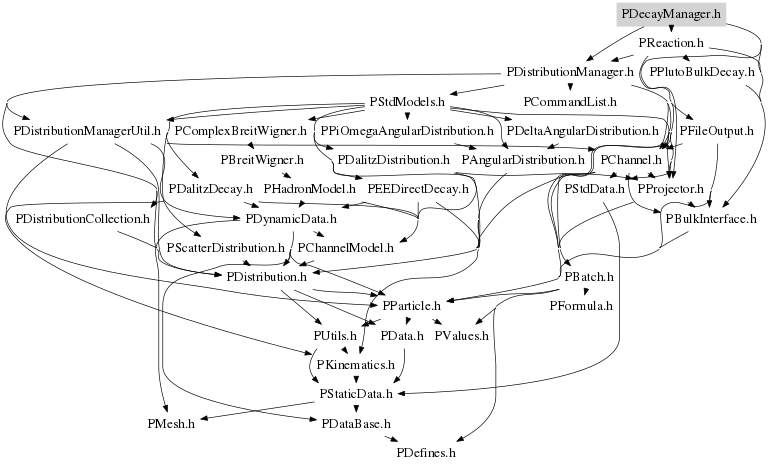 PDecayManager.h
PReaction.h
PDistributionManager.h
PPlutoBulkDecay.h
PStdModels.h
PCommandList.h
PDistributionManagerUtil.h
PComplexBreitWigner.h
PPiOmegaAngularDistribution.h
PDeltaAngularDistribution.h
PFileOutput.h
PBreitWigner.h
PDalitzDistribution.h
PAngularDistribution.h
PChannel.h
PDalitzDecay.h
PHadronModel.h
PEEDirectDecay.h
PStdData.h
PProjector.h
PDistributionCollection.h
PDynamicData.h
PBulkInterface.h
PScatterDistribution.h
PChannelModel.h
PDistribution.h
PBatch.h
PParticle.h
PFormula.h
PUtils.h
PData.h
PValues.h
PKinematics.h
PStaticData.h
PMesh.h
PDataBase.h
PDefines.h